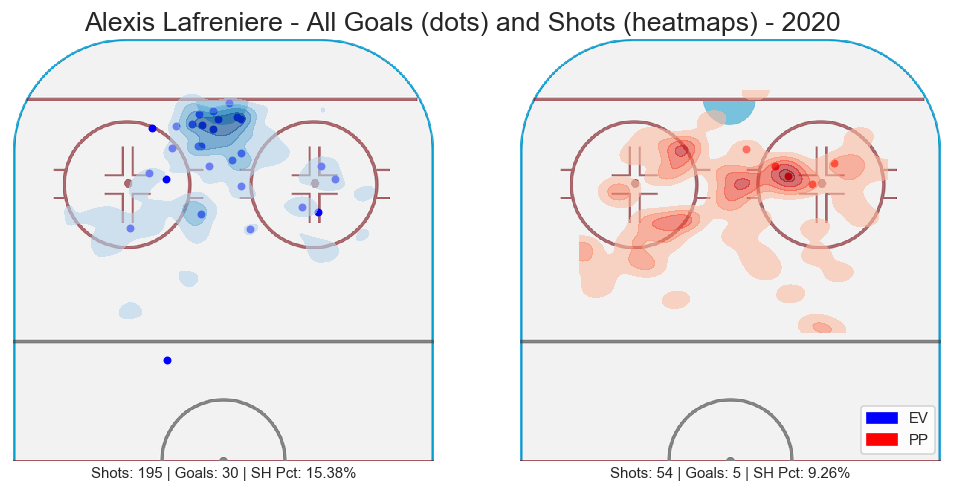 Alexis Lafreniere - All Goals (dots) and Shots (heatmaps) - 2020
EV
PP
Shots: 195 | Goals: 30 | SH Pct: 15.38%
Shots: 54 | Goals: 5 | SH Pct: 9.26%